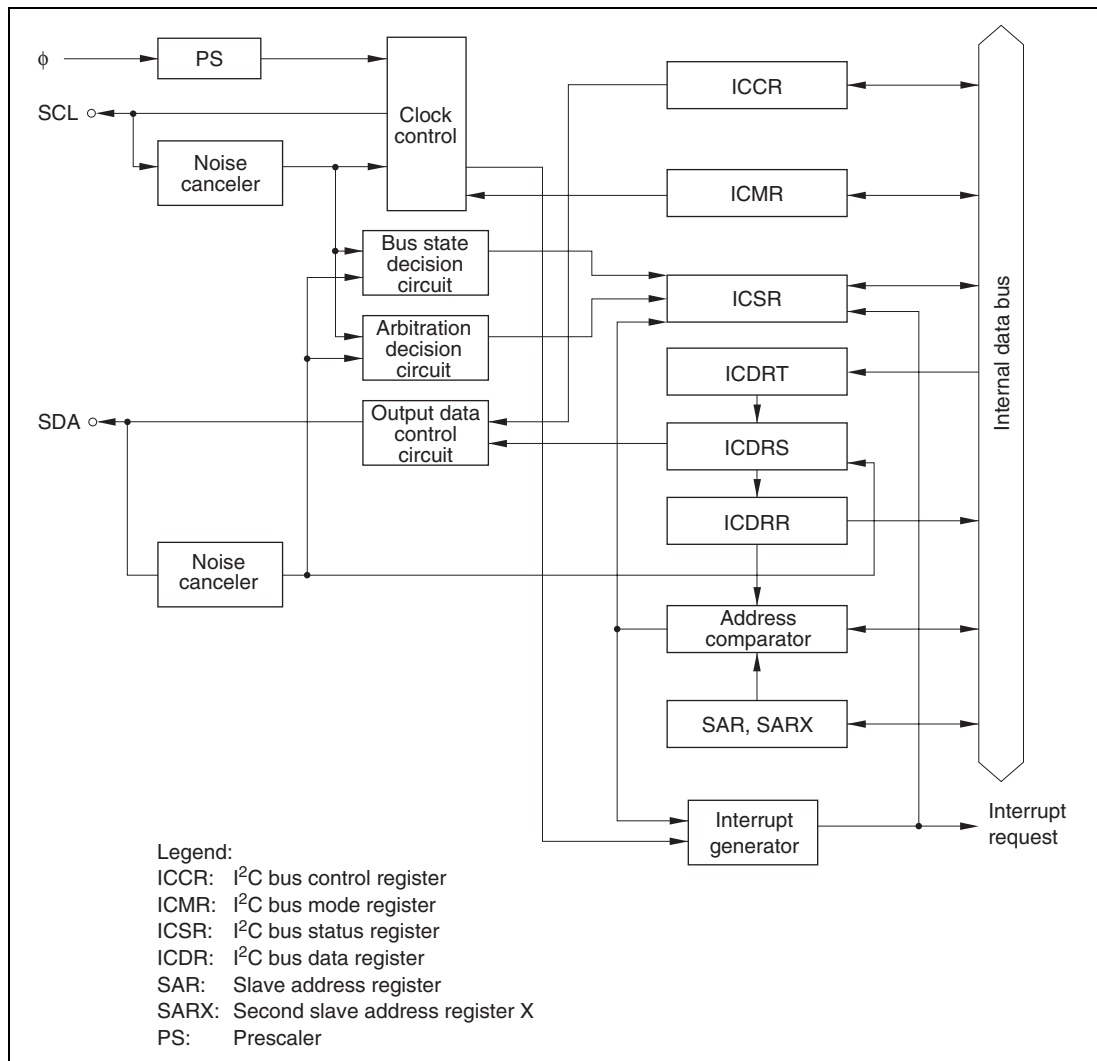 ϕ
PS
SCL
Clock
control
Noise
canceler
ICCR
ICMR
Bus state
decision
circuit
ICSR
Arbitration
decision
circuit
ICDRT
SDA
Output data
control
circuit
ICDRS
ICDRR
Noise
canceler
Address
comparator
SAR, SARX
Internal data bus
Interrupt
generator
Interrupt
request
Legend:
ICCR: I²C bus control register
ICMR: I²C bus mode register
ICSR: I²C bus status register
ICDR: I²C bus data register
SAR: Slave address register
SARX: Second slave address register X
PS: Prescaler